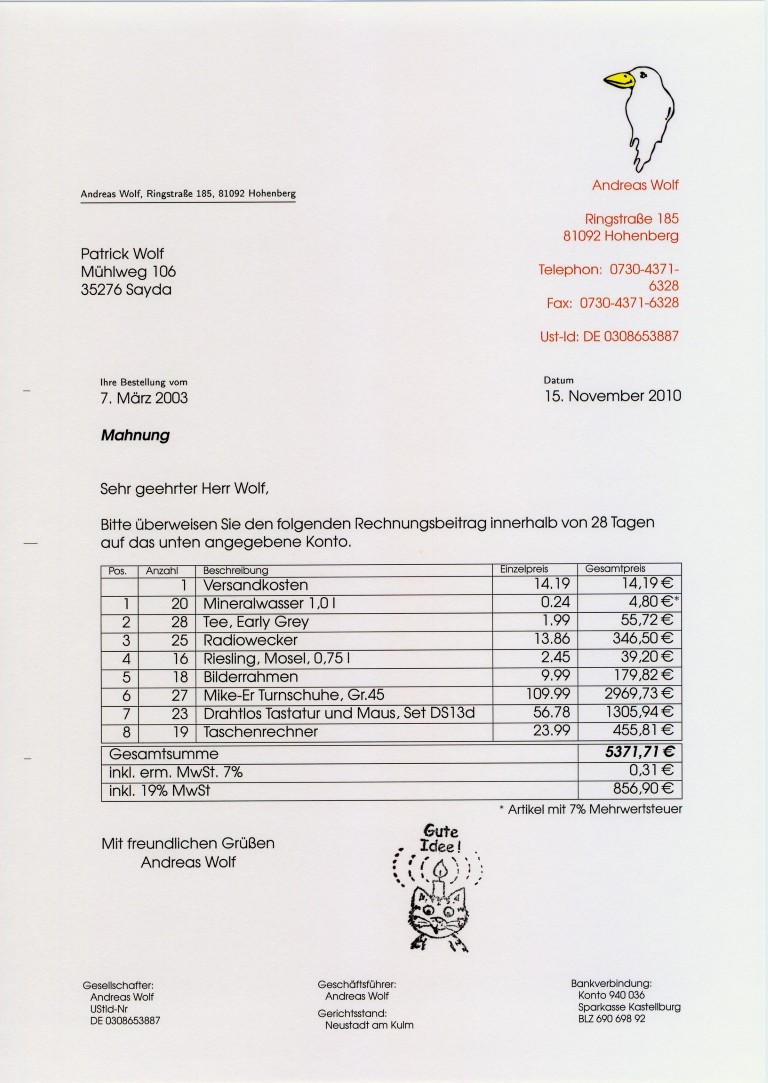 Andreas Wolf
Ringstraße 185
81092 Hohenberg
Telephon: 0730-4371-
6328
Fax: 0730-4371-6328
Ust-Id: DE 0308653887
Andreas Wolf, Ringstraße 185, 81092 Hohenberg
Patrick Wolf
Mühlweg 106
35276 Sayda
Ihre Bestellung vom
7. März 2003
Datum
15. November 2010
Mahnung
Sehr geehrter Herr Wolf,
Bitte überweisen Sie den folgenden Rechnungsbeitrag innerhalb von 28 Tagen
auf das unten angegebene Konto.
Pos. Anzahl Beschreibung Einzelpreis Gesamtpreis
1 Versandkosten 14.19 14,19 €
1 20 Mineralwasser 1,0 l 0.24 4,80 €*
2 28 Tee, Early Grey 1.99 55,72 €
3 25 Radiowecker 13.86 346,50 €
4 16 Riesling, Mosel, 0,75 l 2.45 39,20 €
5 18 Bilderrahmen 9.99 179,82 €
6 27 Mike-Er Turnschuhe, Gr.45 109.99 2969,73 €
7 23 Drahtlos Tastatur und Maus, Set DS13d 56.78 1305,94 €
8 19 Taschenrechner 23.99 455,81 €
Gesamtsumme 5371,71 €
inkl. erm. MwSt. 7% 0,31 €
inkl. 19% MwSt 856,90 €
* Artikel mit 7% Mehrwertsteuer
Mit freundlichen Grüßen
Andreas Wolf
Gute
Idee!
Gesellschafter:
Andreas Wolf
UStId-Nr
DE 0308653887
Geschäftsführer:
Andreas Wolf
Gerichtsstand:
Neustadt am Kulm
Bankverbindung:
Konto 940 036
Sparkasse Kastellburg
BLZ 690 698 92